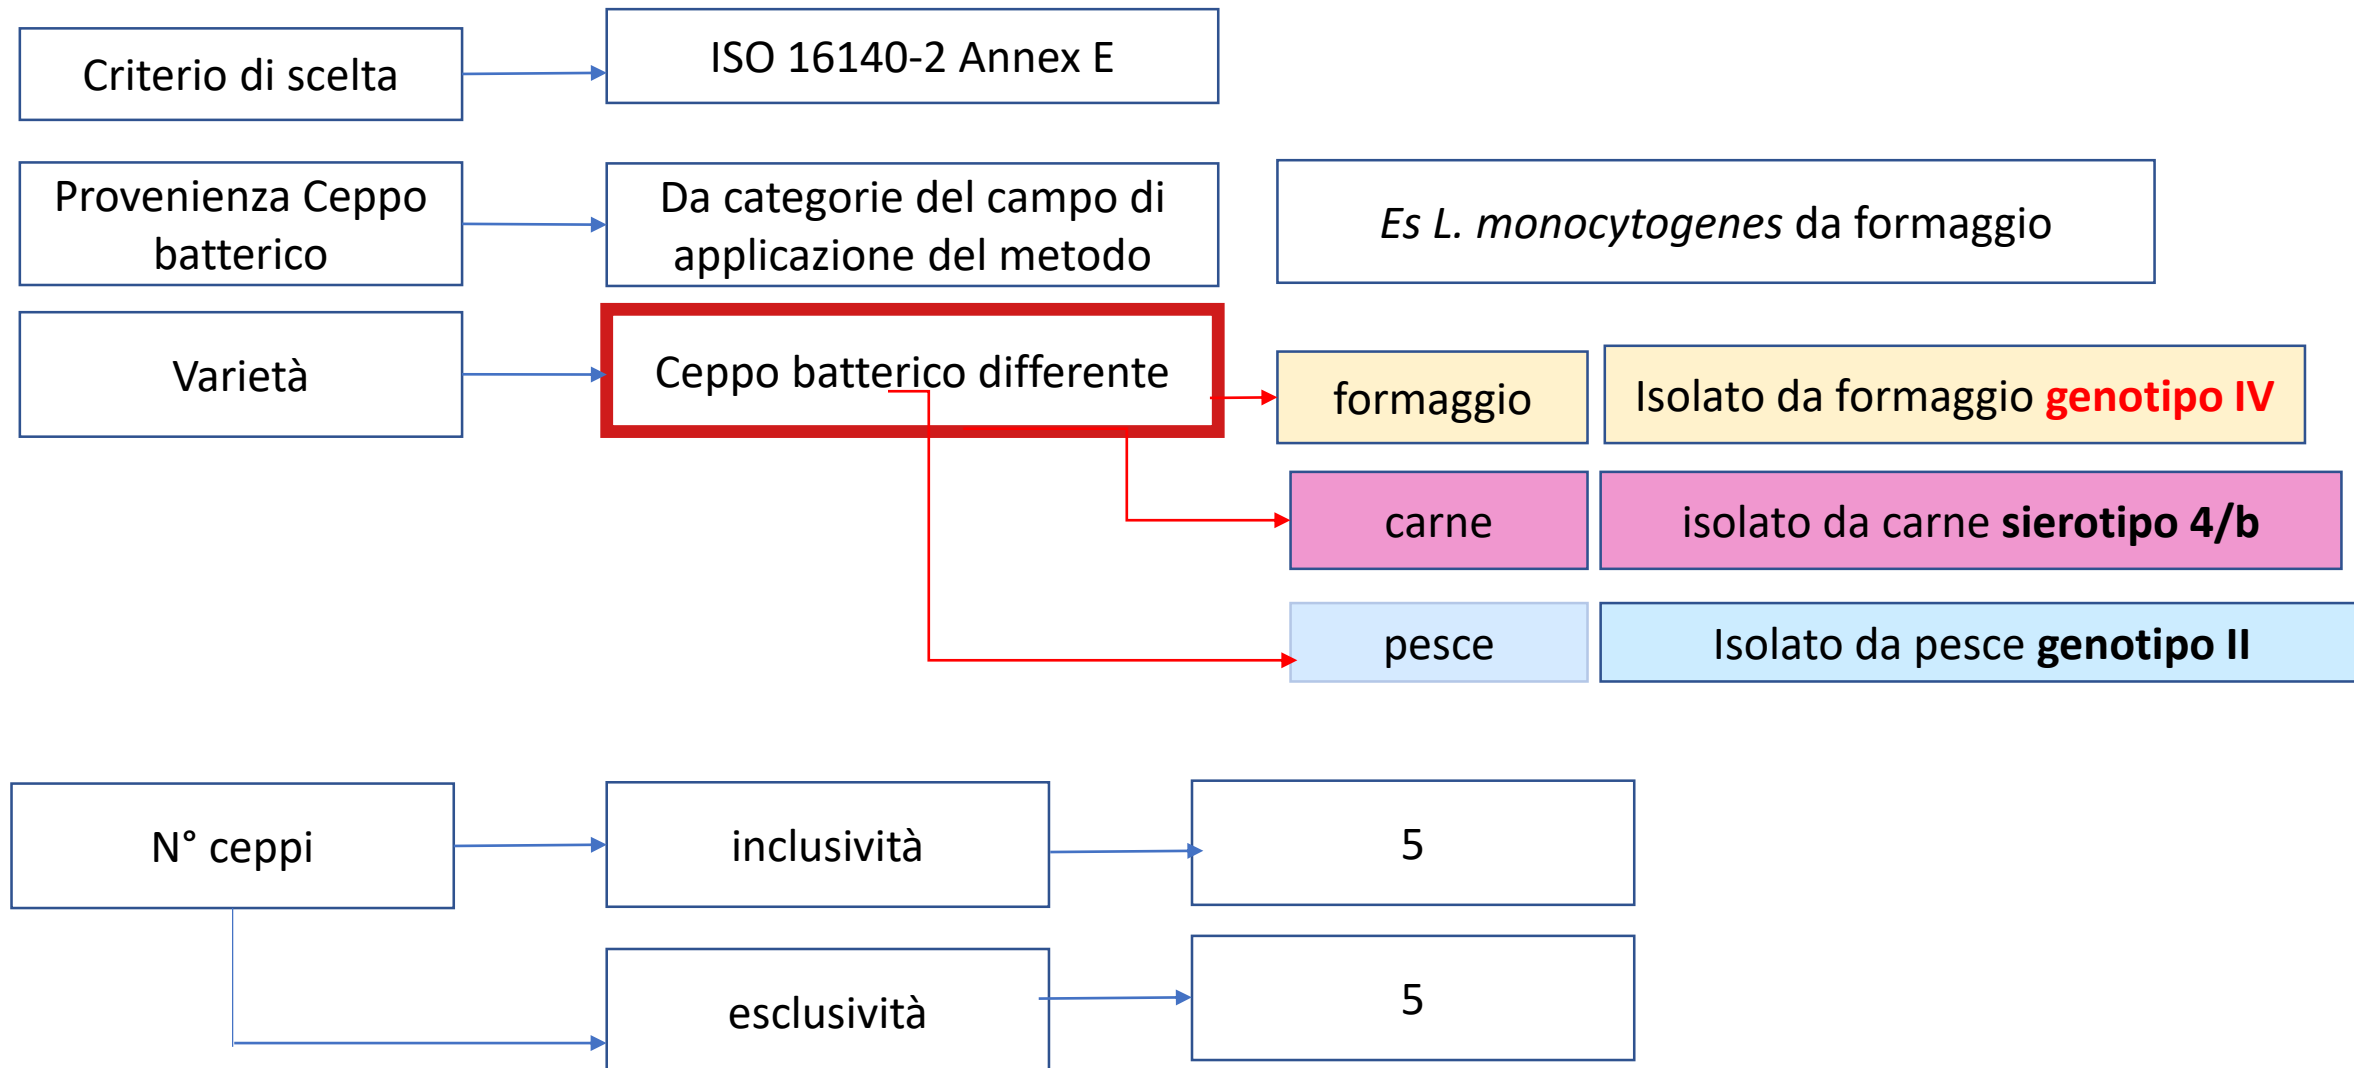 Criterio di scelta
ISO 16140-2 Annex E
Provenienza Ceppo
batterico
Da categorie del campo di
applicazione del metodo
Es L. monocytogenes da formaggio
Varietà
Ceppo batterico differente
formaggio
Isolato da formaggio genotipo IV
carne
isolato da carne sierotipo 4/b
pesce
Isolato da pesce genotipo II
N° ceppi
inclusività
5
esclusività
5